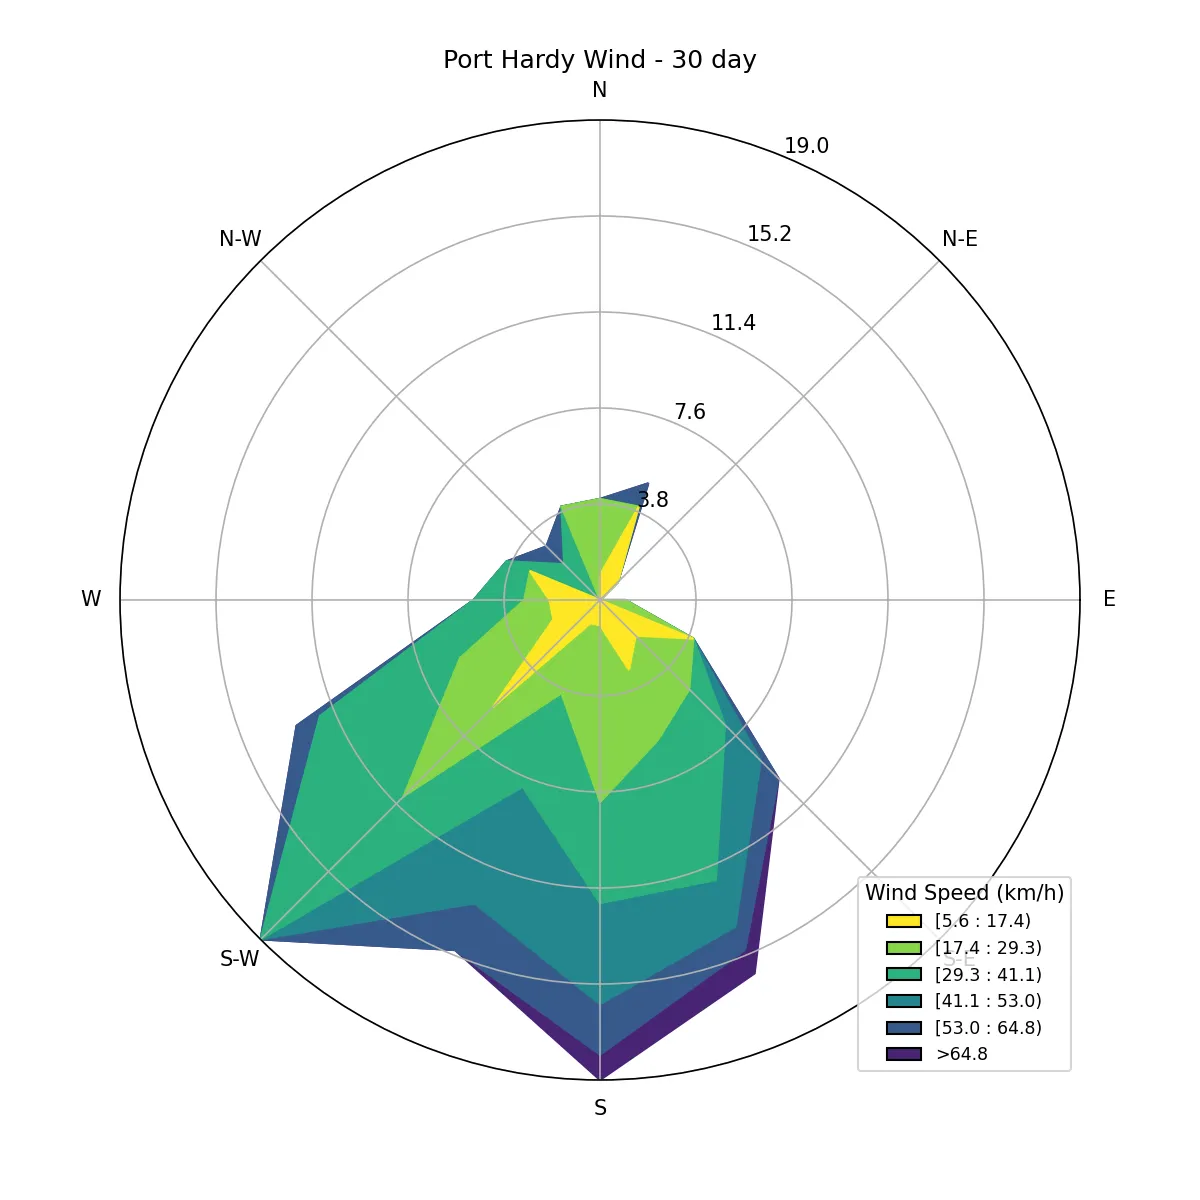 Port Hardy Wind - 30 day
N
19.0
15.2
N-W
N-E
11.4
7.6
3.8
W
E
S-W
S-E
S
Wind Speed (km/h)
[5.6 : 17.4)
[17.4 : 29.3)
[29.3 : 41.1)
[41.1 : 53.0)
[53.0 : 64.8)
>64.8